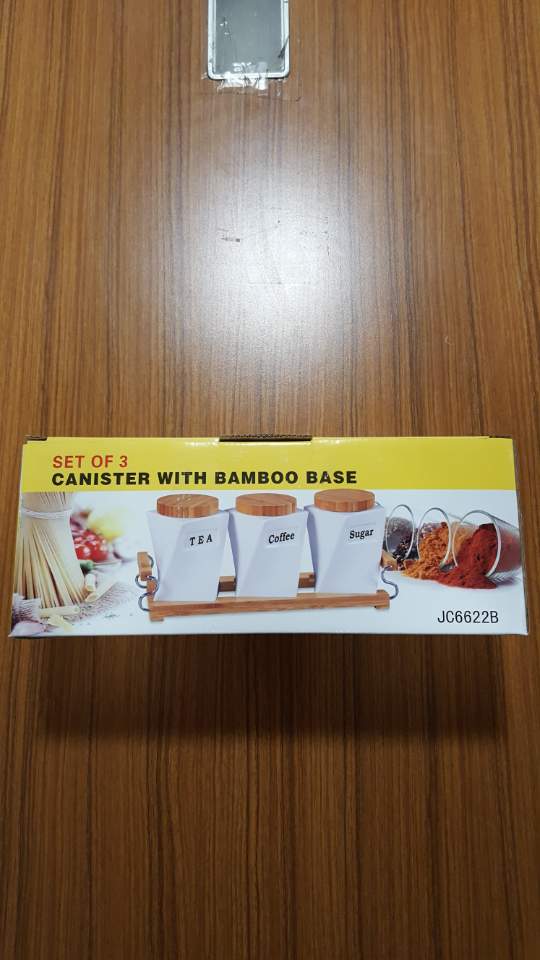 SET OF 3
CANISTER WITH BAMBOO BASE
TEA
Coffee
Sugar
JC6622B